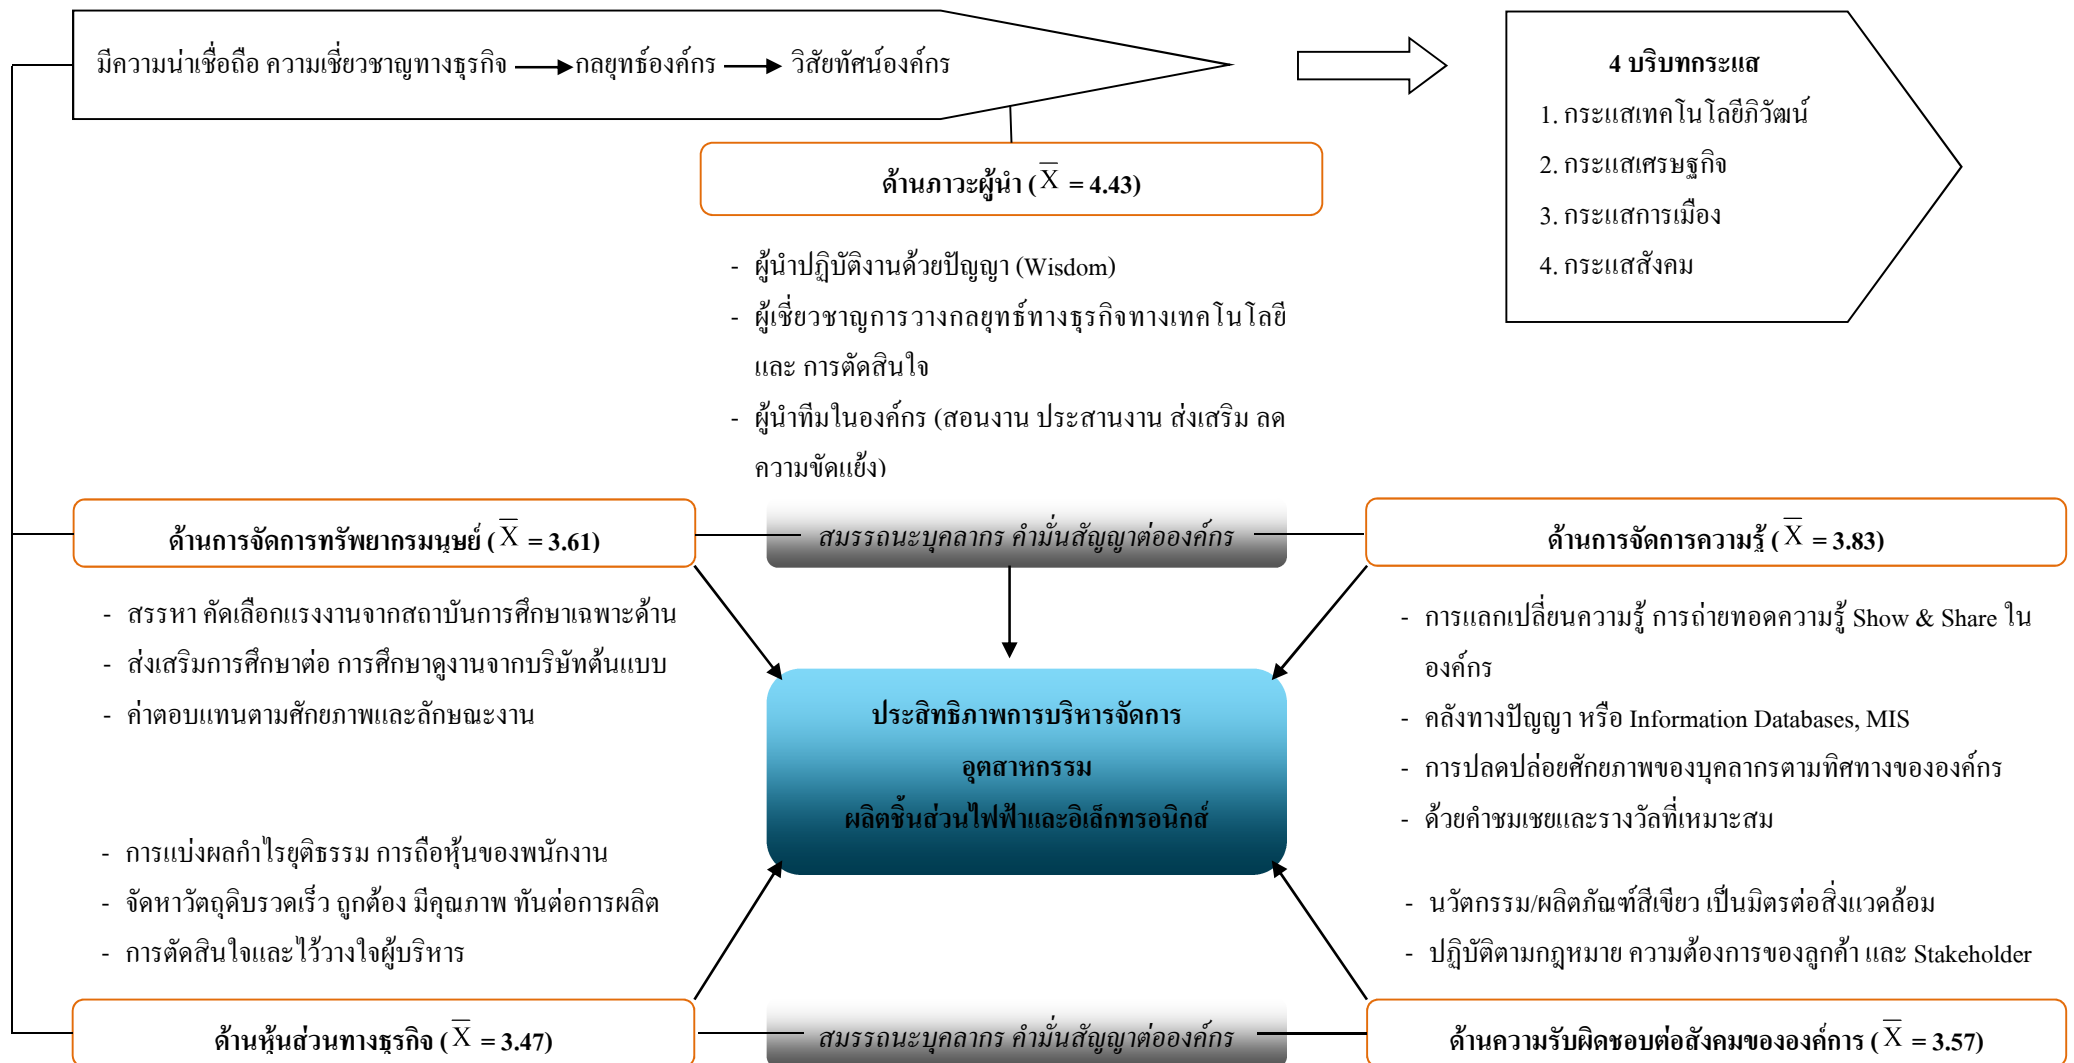 มีความน่าเชื่อถือ ความเชี่ยวชาญทางธุรกิจ กลยุทธ์องค์กร วิสัยทัศน์องค์กร
4 บริบทกระแส
1. กระแสเทคโนโลยีภิวัฒน์
2. กระแสเศรษฐกิจ
3. กระแสการเมือง
4. กระแสสังคม
ด้านภาวะผู้นำ ( X̅ = 4.43)
- ผู้นำปฏิบัติงานด้วยปัญญา (Wisdom)
- ผู้เชี่ยวชาญการวางกลยุทธ์ทางธุรกิจทางเทคโนโลยี
และ การตัดสินใจ
- ผู้นำทีมในองค์กร (สอนงาน ประสานงาน ส่งเสริม ลด
ความขัดแย้ง)
ด้านการจัดการทรัพยากรมนุษย์ ( X̅ = 3.61)
สมรรถนะบุคลากร คำมั่นสัญญาต่อองค์กร
ด้านการจัดการความรู้ ( X̅ = 3.83)
- สรรหา คัดเลือกแรงงานจากสถาบันการศึกษาเฉพาะด้าน
- ส่งเสริมการศึกษาต่อ การศึกษาดูงานจากบริษัทต้นแบบ
- ค่าตอบแทนตามศักยภาพและลักษณะงาน
- การแลกเปลี่ยนความรู้ การถ่ายทอดความรู้ Show & Share ใน
องค์กร
- คลังทางปัญญา หรือ Information Databases, MIS
- การปลดปล่อยศักยภาพของบุคลากรตามทิศทางขององค์กร
- ด้วยคำชมเชยและรางวัลที่เหมาะสม
ประสิทธิภาพการบริหารจัดการ
อุตสาหกรรม
ผลิตชิ้นส่วนไฟฟ้าและอิเล็กทรอนิกส์
- การแบ่งผลกำไรยุติธรรม การถือหุ้นของพนักงาน
- จัดหาวัตถุดิบรวดเร็ว ถูกต้อง มีคุณภาพ ทันต่อการผลิต
- การตัดสินใจและไว้วางใจผู้บริหาร
- นวัตกรรม/ผลิตภัณฑ์สีเขียว เป็นมิตรต่อสิ่งแวดล้อม
- ปฏิบัติตามกฎหมาย ความต้องการของลูกค้า และ Stakeholder
ด้านหุ้นส่วนทางธุรกิจ ( X̅ = 3.47)
สมรรถนะบุคลากร คำมั่นสัญญาต่อองค์กร
ด้านความรับผิดชอบต่อสังคมขององค์การ ( X̅ = 3.57)